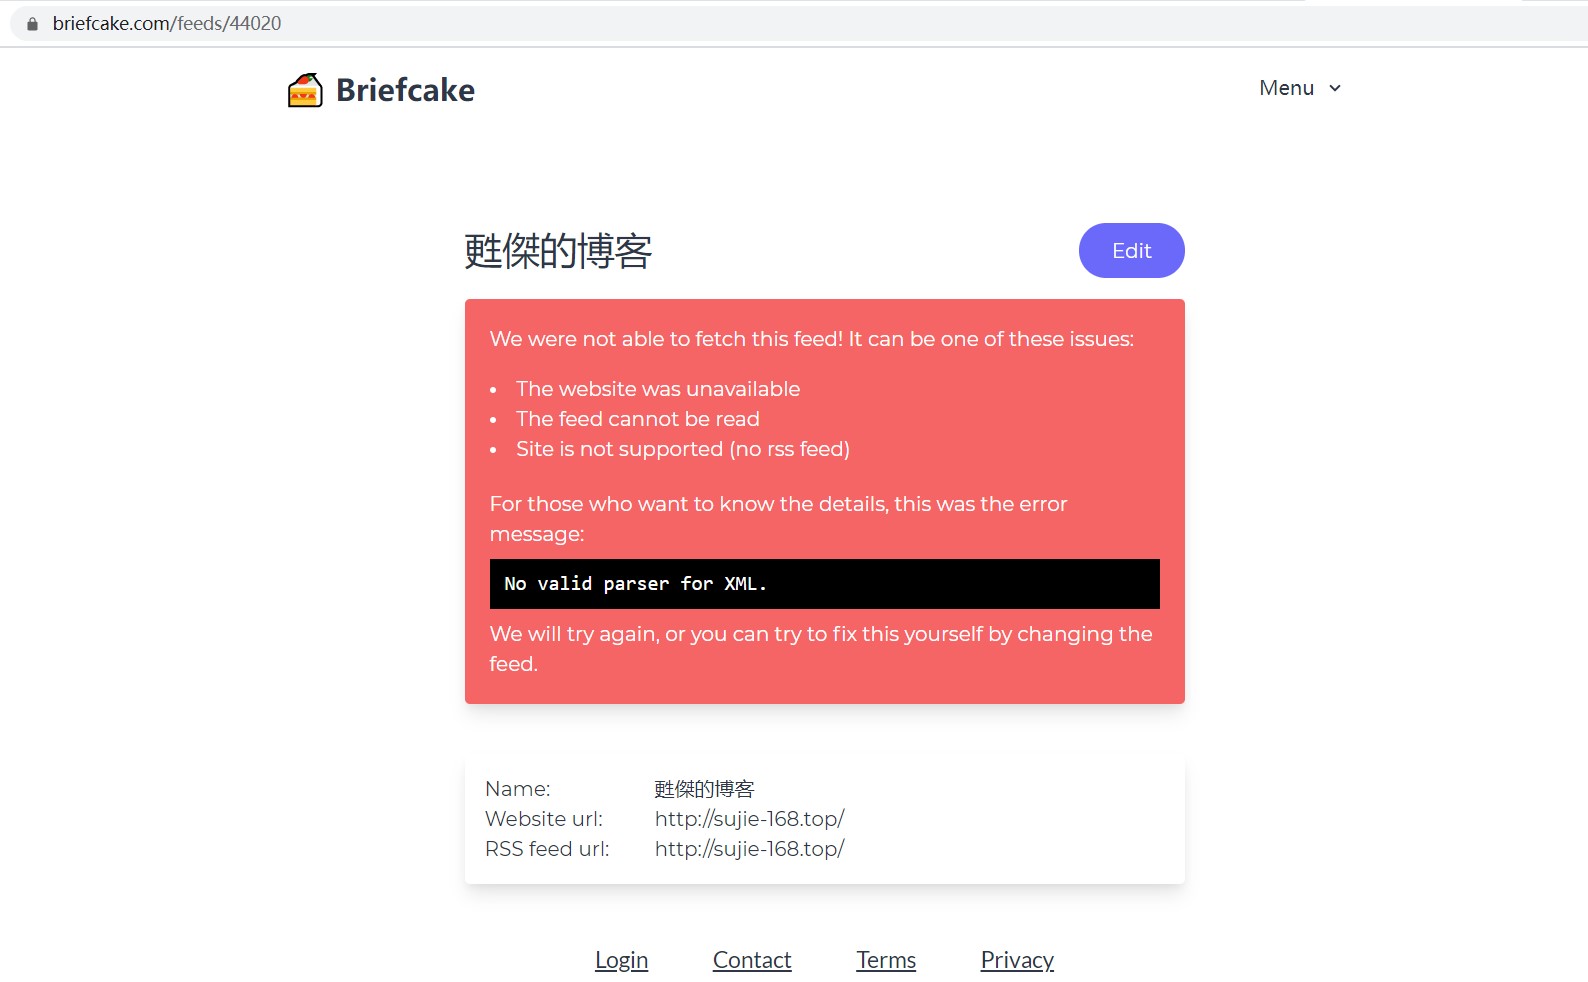 briefcake.com/feeds/44020
Briefcake
Menu
甦傑的博客
Edit
We were not able to fetch this feed! It can be one of these issues:
• The website was unavailable
• The feed cannot be read
• Site is not supported (no rss feed)
For those who want to know the details, this was the error
message:
No valid parser for XML.
We will try again, or you can try to fix this yourself by changing the
feed.
Name: 甦傑的博客
Website url: http://sujie-168.top/
RSS feed url: http://sujie-168.top/
Login Contact Terms Privacy